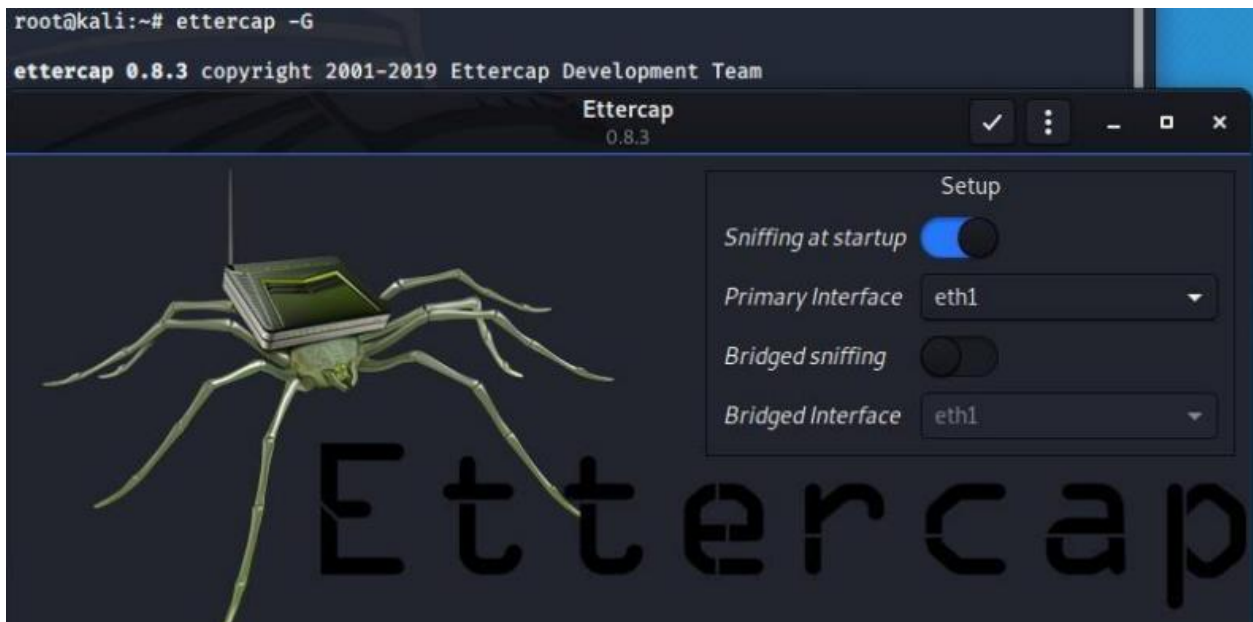 root@kali:~# ettercap -G
ettercap 0.8.3 copyright 2001-2019 Ettercap Development Team
Ettercap
0.8.3
Setup
Sniffing at startup
Primary Interface eth1
Bridged sniffing
Bridged Interface eth1
Ettercap